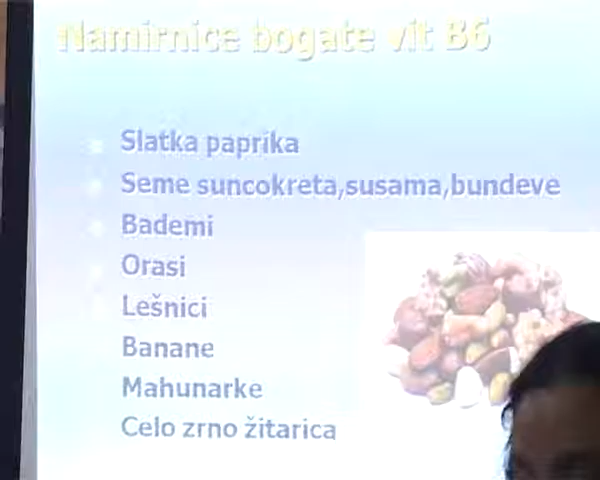 Namirnice bogate vit B6
Slatka paprika
Seme suncokreta,susama,bundeve
Bademi
Orasi
Lešnici
Banane
Mahunarke
Celo zrno žitarica